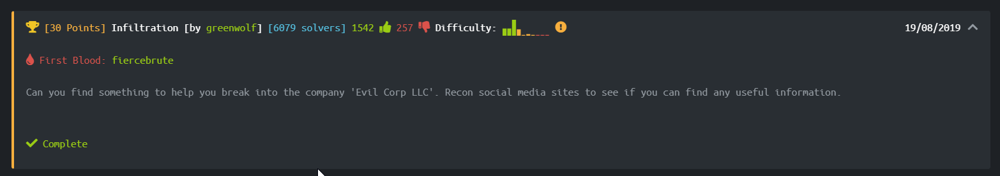 [30 Points] Infiltration [by greenwolf] [6079 solvers] 1542 257 Difficulty: 19/08/2019
First Blood: fiercebrute
Can you find something to help you break into the company 'Evil Corp LLC'. Recon social media sites to see if you can find any useful information.
Complete